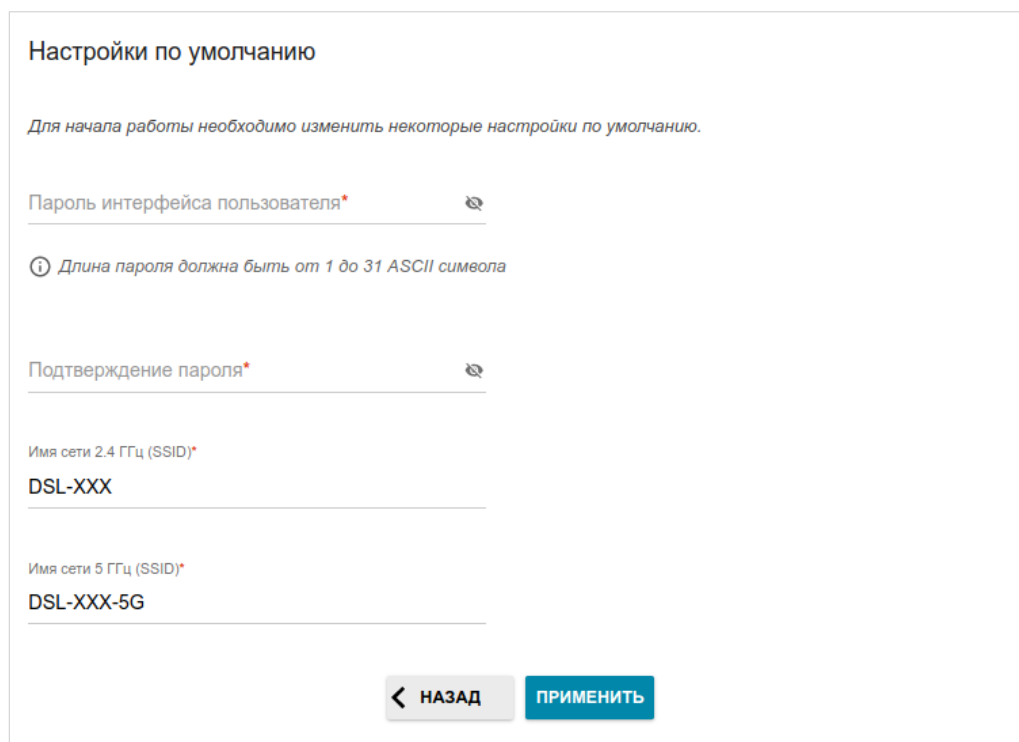 Настройки по умолчанию
Для начала работы необходимо изменить некоторые настройки по умолчанию.
Пароль интерфейса пользователя*
Длина пароля должна быть от 1 до 31 ASCII символа
Подтверждение пароля*
Имя сети 2.4 ГГц (SSID)*
DSL-XXX
Имя сети 5 ГГц (SSID)*
DSL-XXX-5G
НАЗАД ПРИМЕНИТЬ